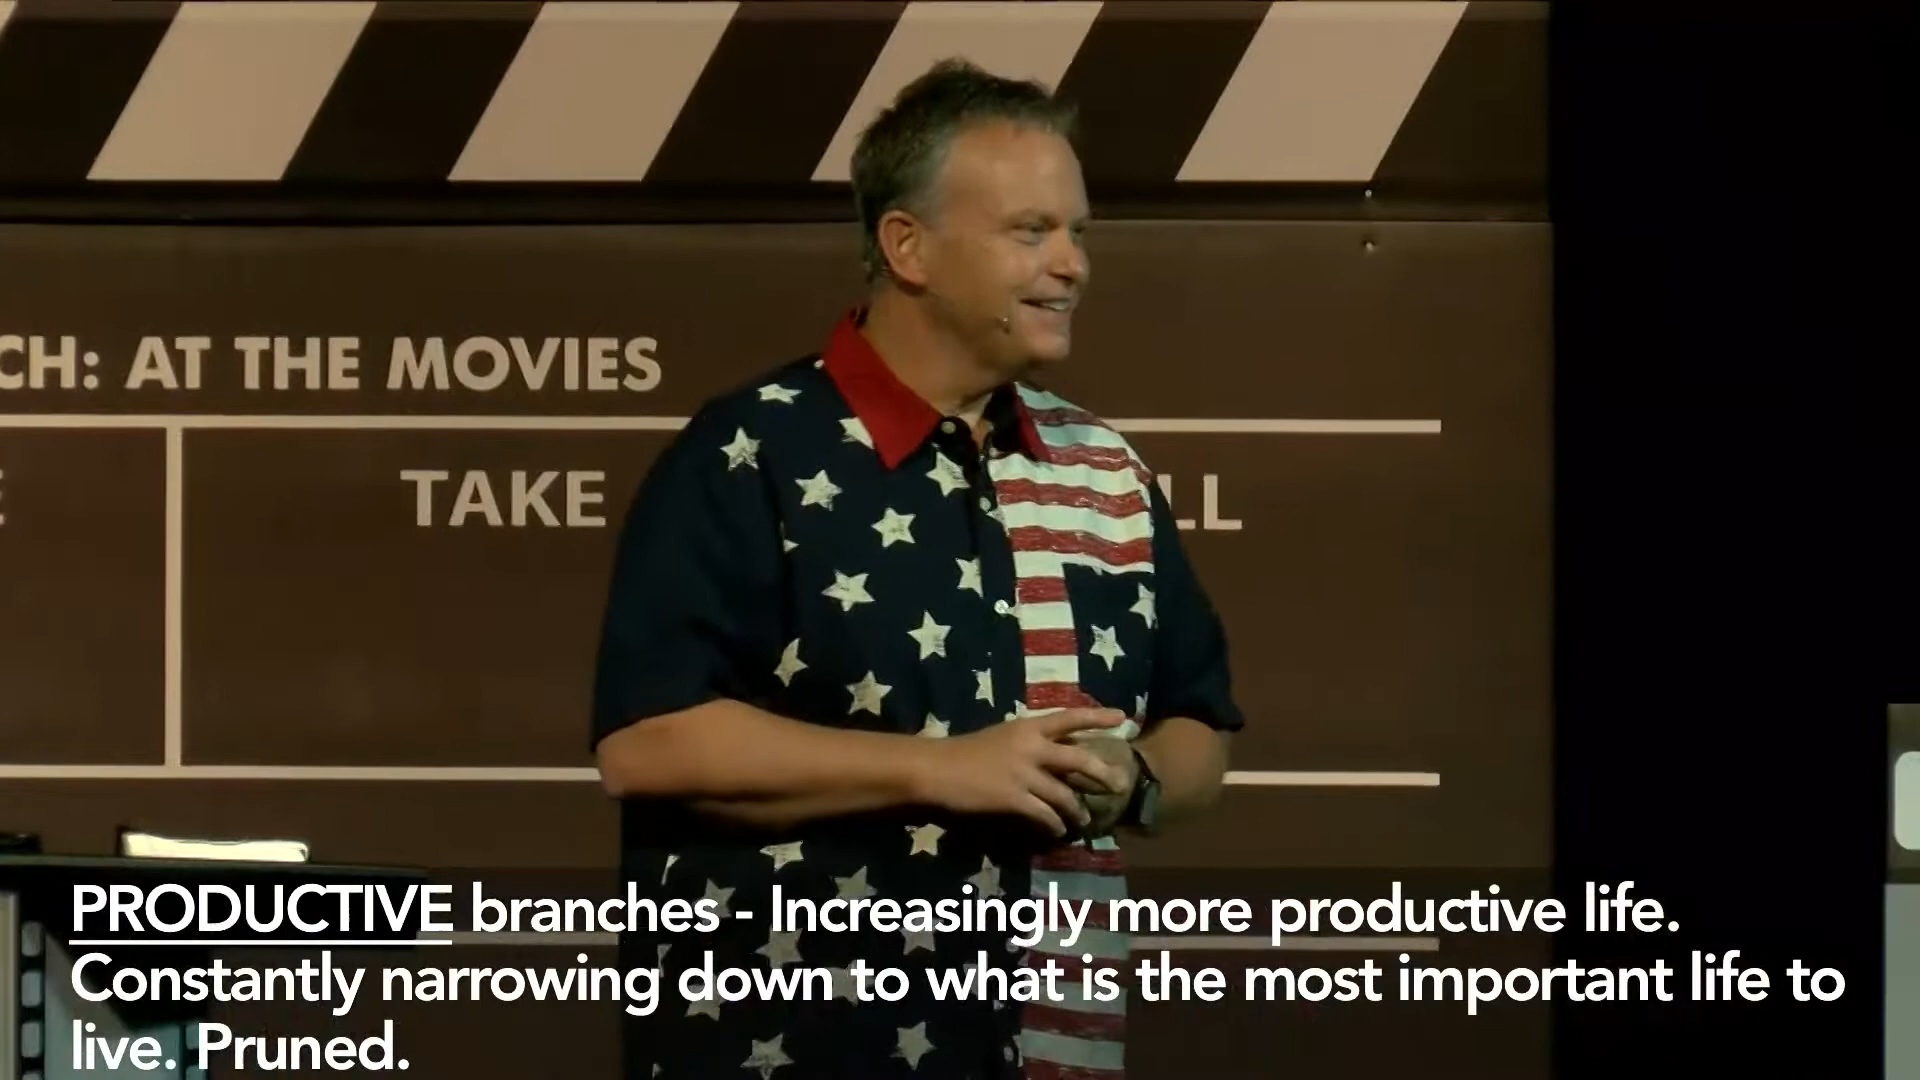 CH: AT THE MOVIES
TAKE
LL
PRODUCTIVE branches - Increasingly more productive life.
Constantly narrowing down to what is the most important life to
live. Pruned.